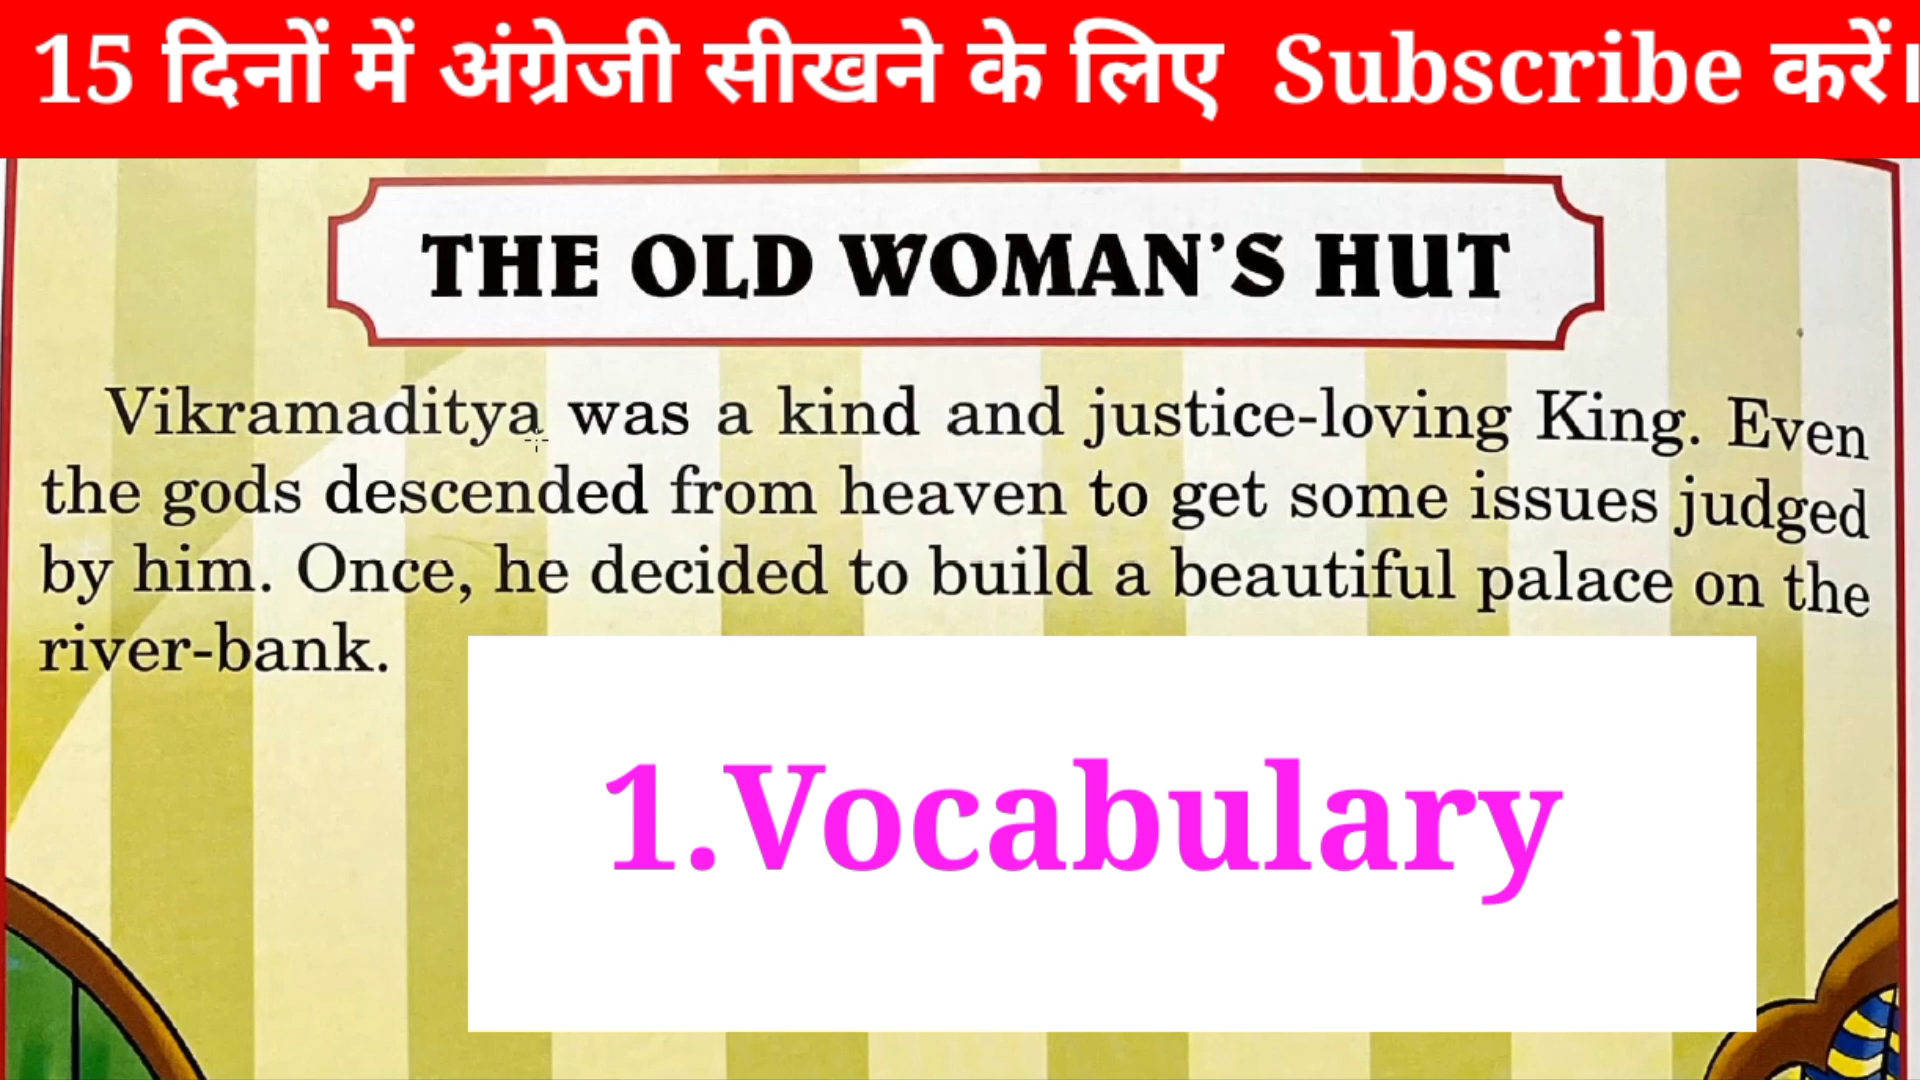 15 दिनों में अंग्रेजी सीखने के लिए Subscribe करें।
THE OLD WOMAN'S HUT
Vikramaditya was a kind and justice-loving King. Even
the gods descended from heaven to get some issues judged
by him. Once, he decided to build a beautiful palace on the
river-bank.
1.Vocabulary